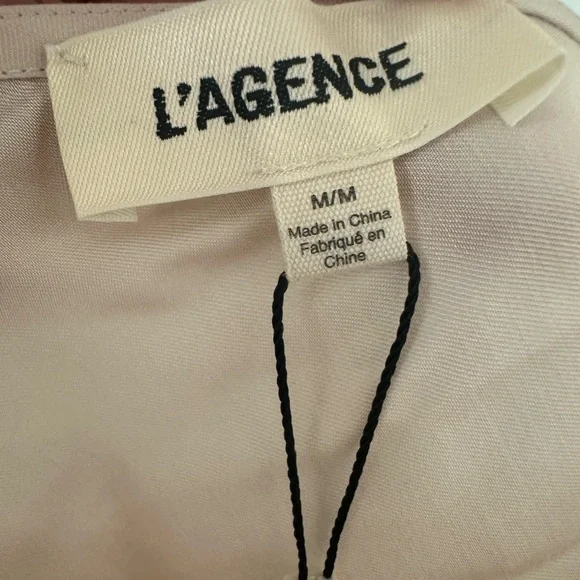 L'AGENCE
M/M
Made in China
Fabriqué en
Chine